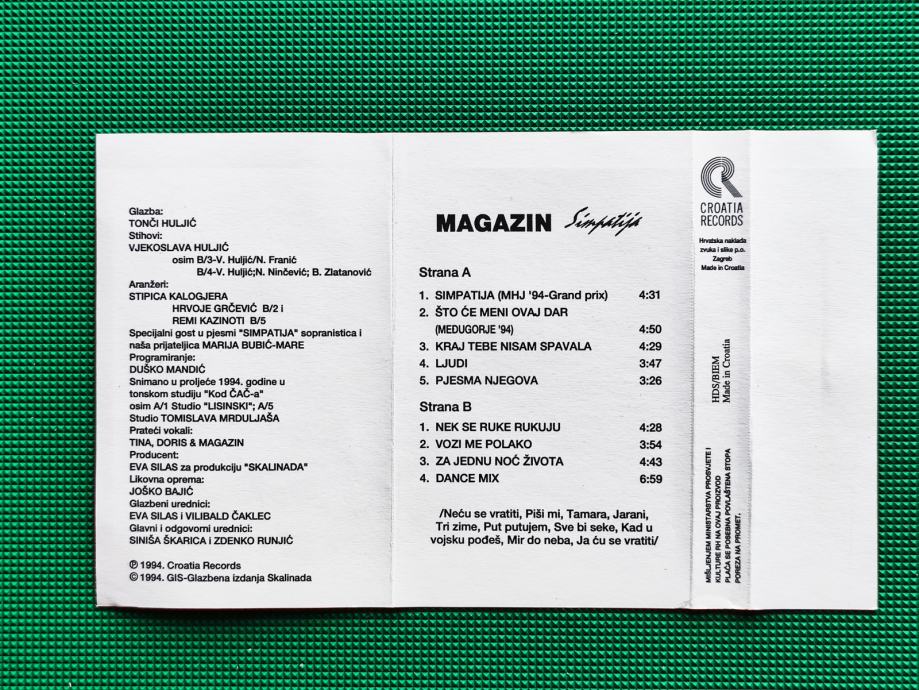 Glazba:
TONČI HULJIĆ
Stihovi:
VJEKOSLAVA HULJIĆ
osim B/3-V. Huljić/N. Franić
B/4-V. Huljić;N. Ninčević; B. Zlatanović
Aranžeri:
STIPICA KALOGJERA
HRVOJE GRČEVIĆ B/2 i
REMI KAZINOTI B/5
Specijalni gost u pjesmi "SIMPATIJA" sopranistica i
naša prijateljica MARIJA BUBIĆ-MARE
Programiranje:
DUŠKO MANDIĆ
Snimano u proljeće 1994. godine u
tonskom studiju "Kod ČAČ-a"
osim A/1 Studio "LISINSKI"; A/5
Studio TOMISLAVA MRDULJAŠA
Prateći vokali:
TINA, DORIS & MAGAZIN
Producent:
EVA SILAS za produkciju "SKALINADA"
Likovna oprema:
JOŠKO BAJIĆ
Glazbeni urednici:
EVA SILAS i VILIBALD ČAKLEC
Glavni i odgovorni urednici:
SINIŠA ŠKARICA i ZDENKO RUNJIĆ
℗ 1994. Croatia Records
© 1994. GIS-Glazbena izdanja Skalinada
MAGAZIN Simpatija
Strana A
1. SIMPATIJA (MHJ '94-Grand prix) 4:31
2. ŠTO ĆE MENI OVAJ DAR
(MEDUGORJE '94) 4:50
3. KRAJ TEBE NISAM SPAVALA 4:29
4. LJUDI 3:47
5. PJESMA NJEGOVA 3:26
Strana B
1. NEK SE RUKE RUKUJU 4:28
2. VOZI ME POLAKO 3:54
3. ZA JEDNU NOĆ ŽIVOTA 4:43
4. DANCE MIX 6:59
/Neću se vratiti, Piši mi, Tamara, Jarani,
Tri zime, Put putujem, Sve bi seke, Kad u
vojsku pođeš, Mir do neba, Ja ću se vratiti/
CROATIA
RECORDS
Hrvatska naklada
zvuka i slike p.o.
Zagreb
Made in Croatia
HDS/BIEM
Made in Croatia
MIŠLJENJEM MINISTARSTVA PROSVJETE I
KULTURE RH NA OVAJ PROIZVOD
PLAĆA SE POSEBNA POVLAŠTENA STOPA
POREZA NA PROMET.